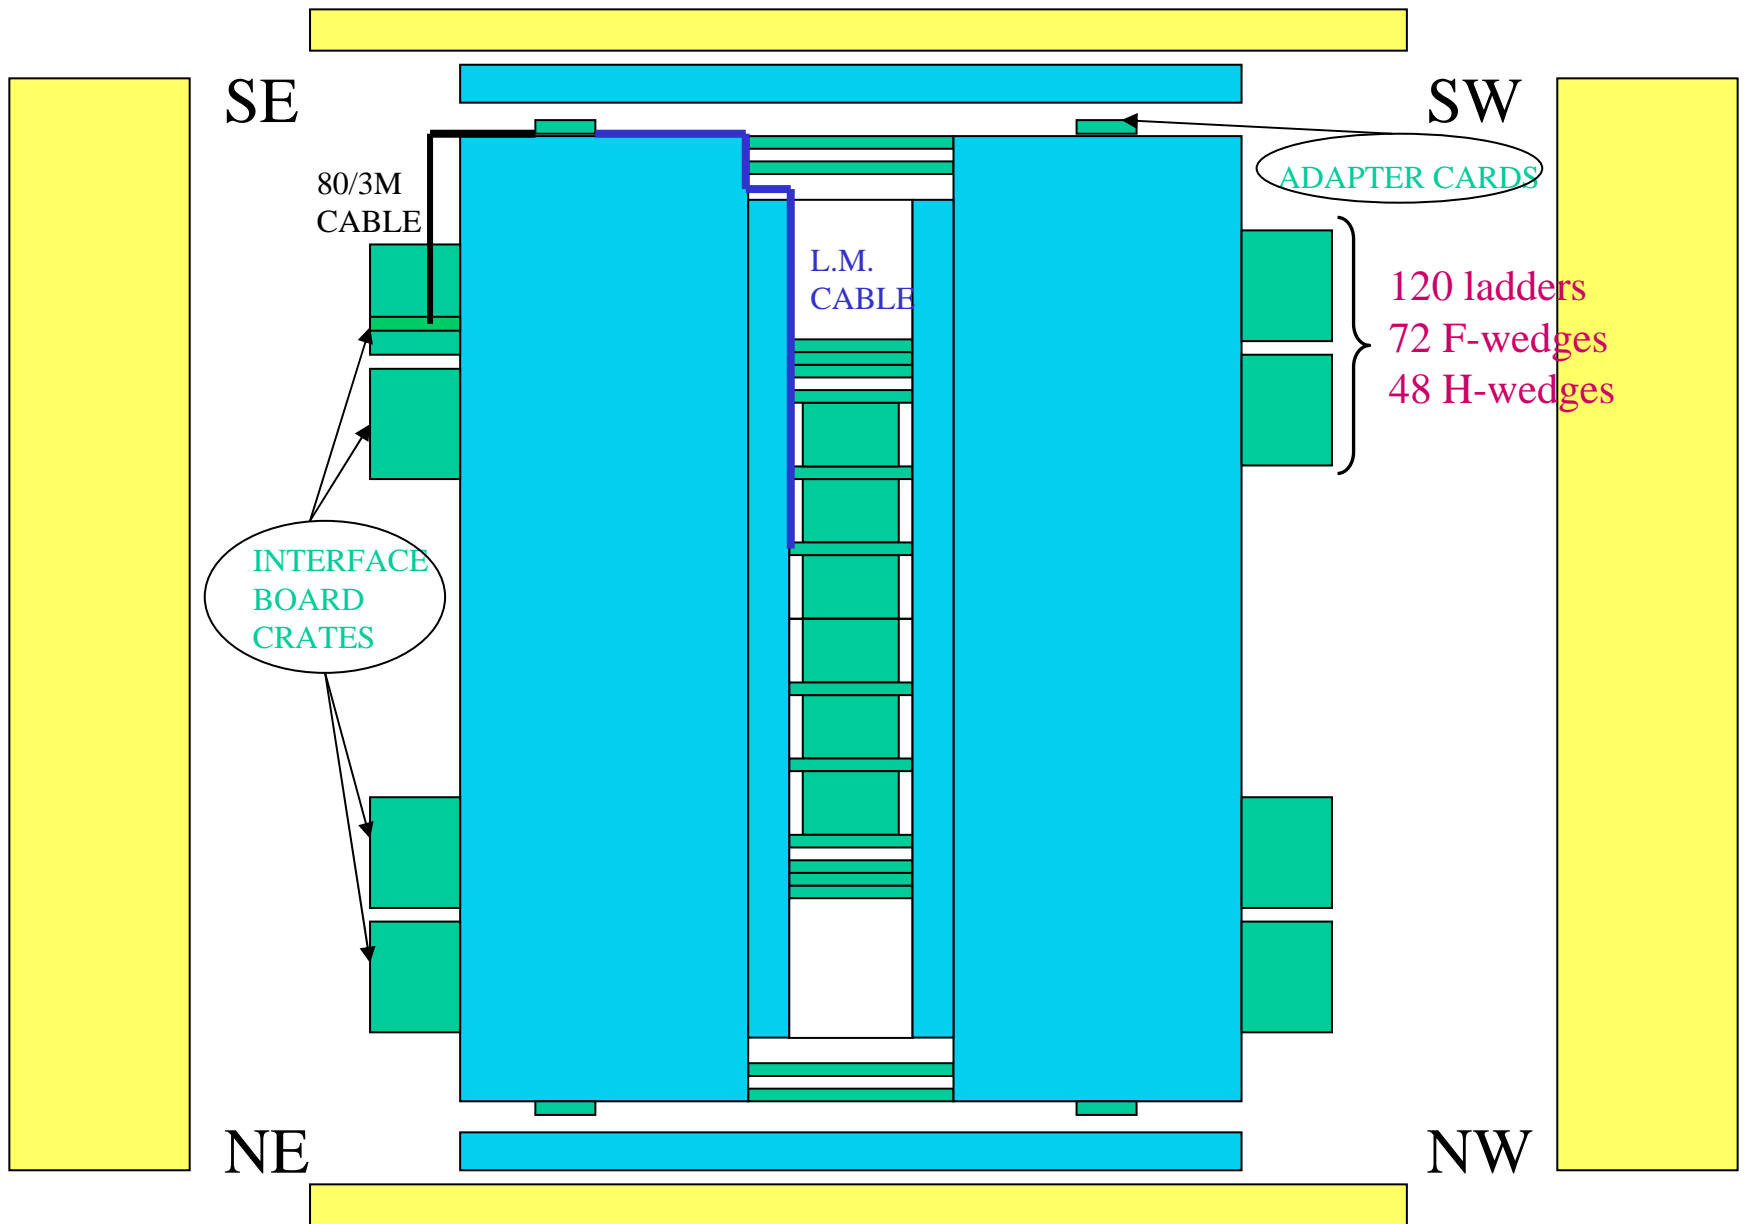 SE
SW
80/3M
CABLE
ADAPTER CARDS
L.M.
CABLE
120 ladders
72 F-wedges
48 H-wedges
INTERFACE
BOARD
CRATES
NE
NW